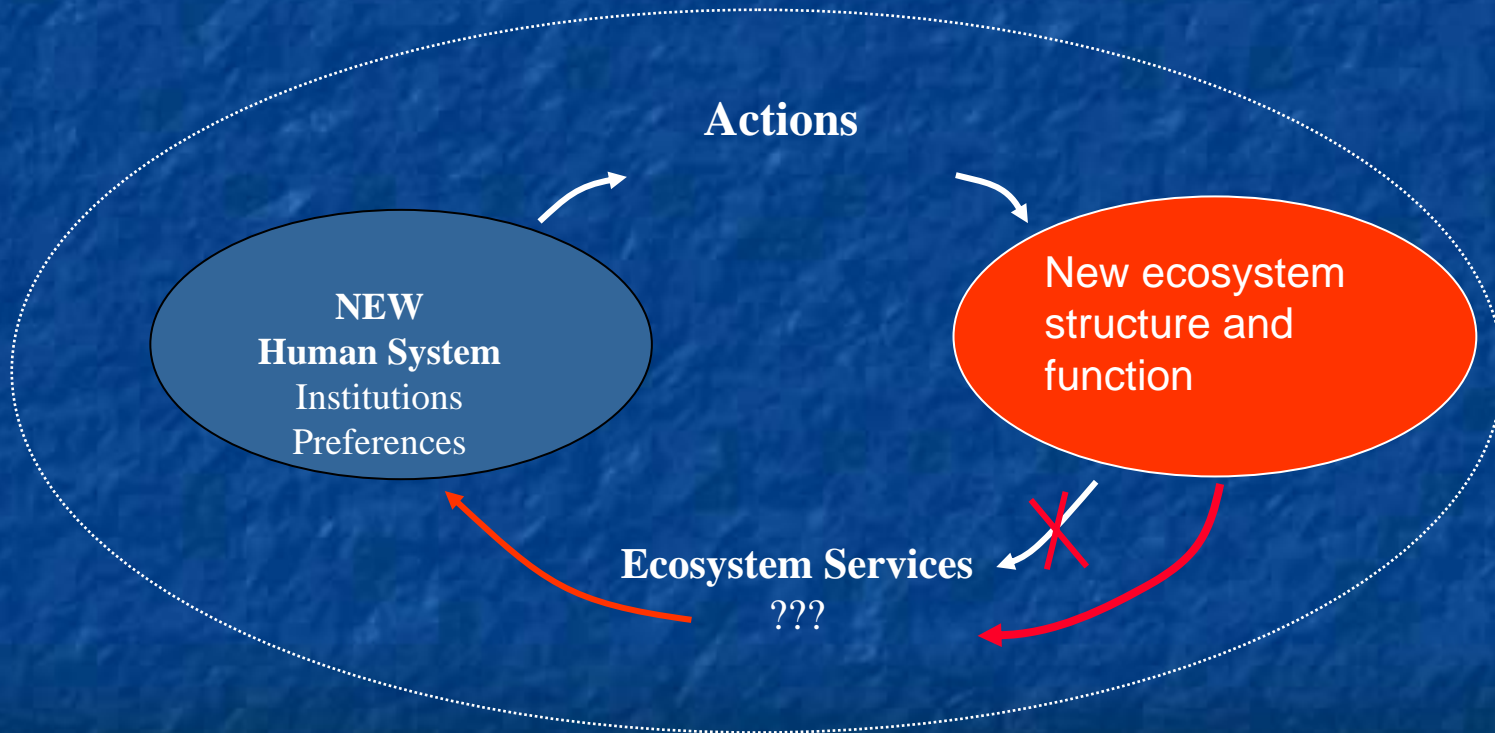 Actions
NEW
Human System
Institutions
Preferences
New ecosystem
structure and
function
Ecosystem Services
???